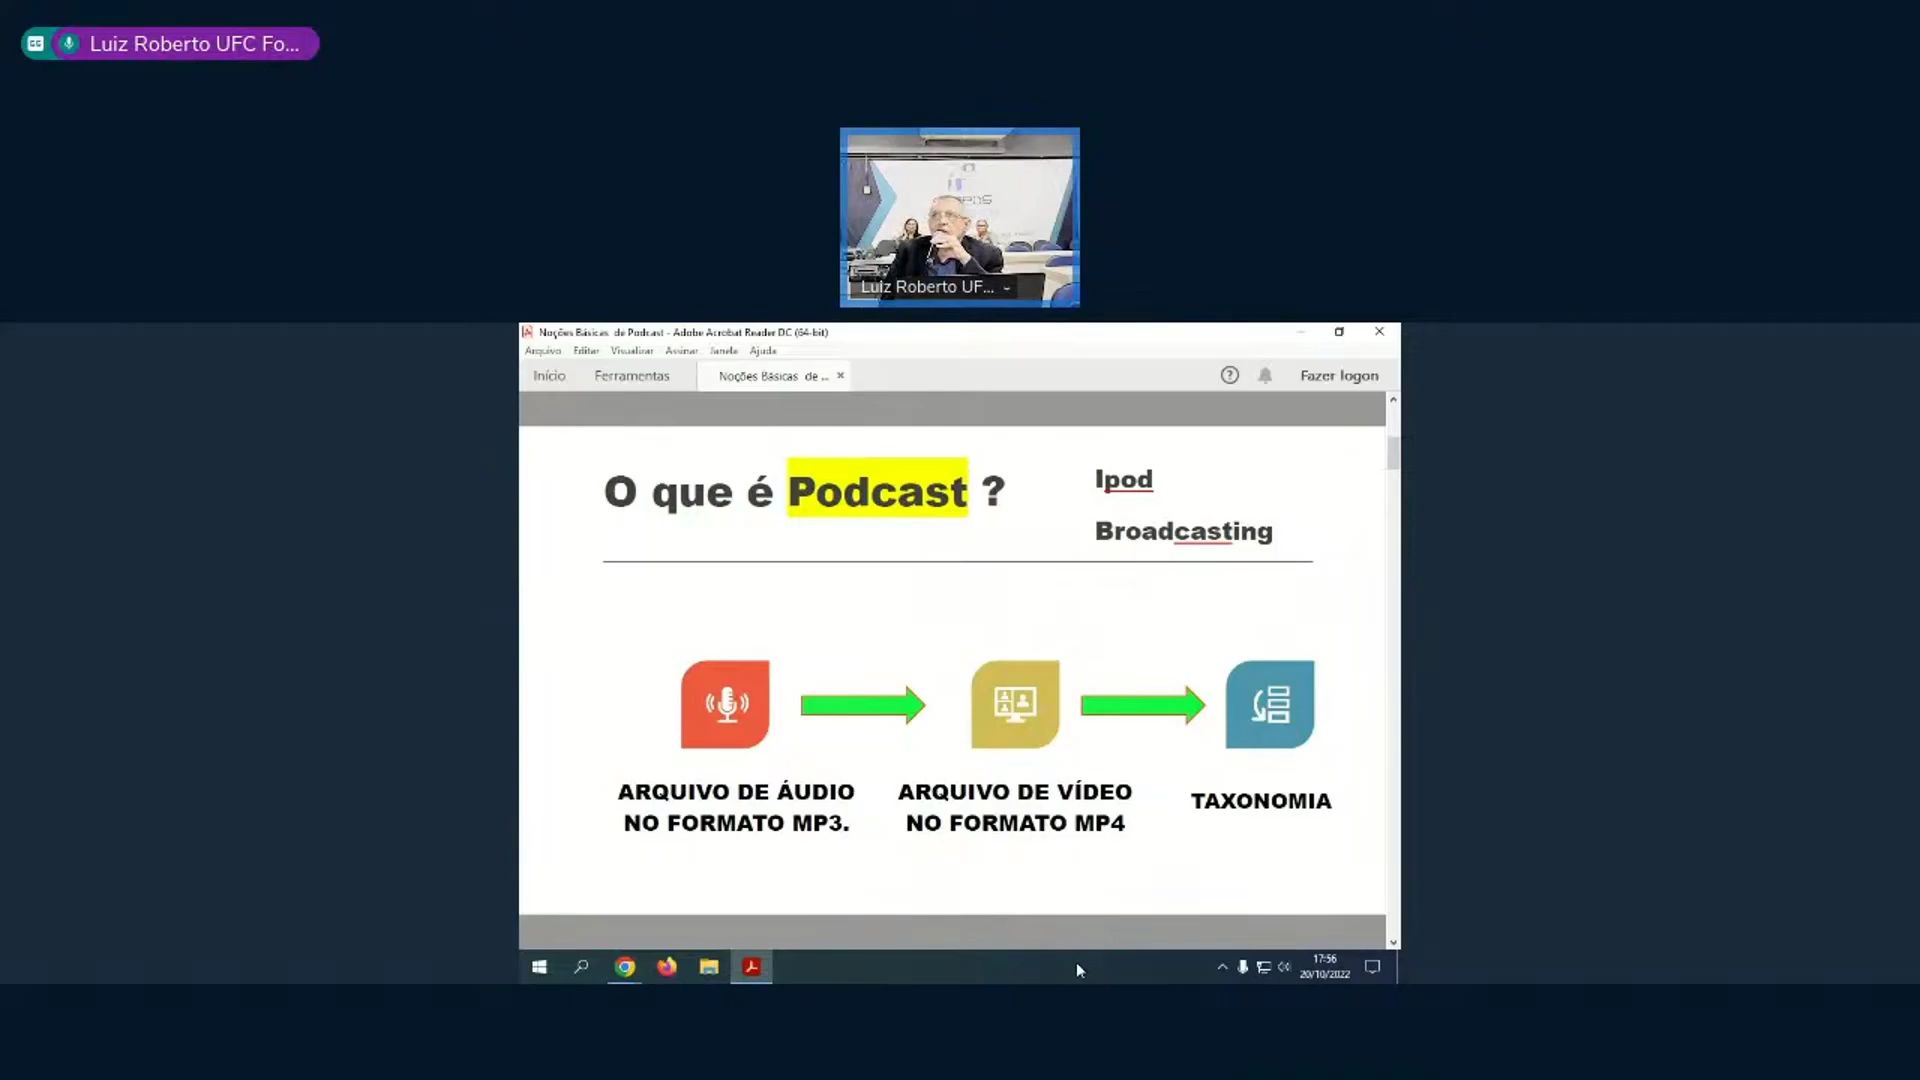 Luiz Roberto UFC Fo...
Luiz Roberto UF...
Noções Básicas de Podcast - Adobe Acrobat Reader DC (64-bit)
Arquivo Editar Visualizar Assinar Janela Ajuda
Início Ferramentas Noções Básicas de ... Fazer logon
O que é Podcast ?
Ipod
Broadcasting
ARQUIVO DE ÁUDIO
NO FORMATO MP3.
ARQUIVO DE VÍDEO
NO FORMATO MP4
TAXONOMIA
17:56
20/10/2022